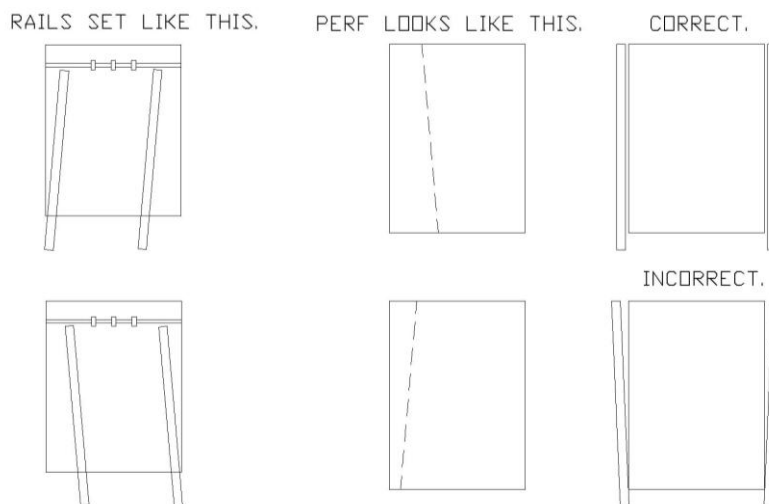 RAILS SET LIKE THIS.
PERF LOOKS LIKE THIS.
CORRECT.
INCORRECT.